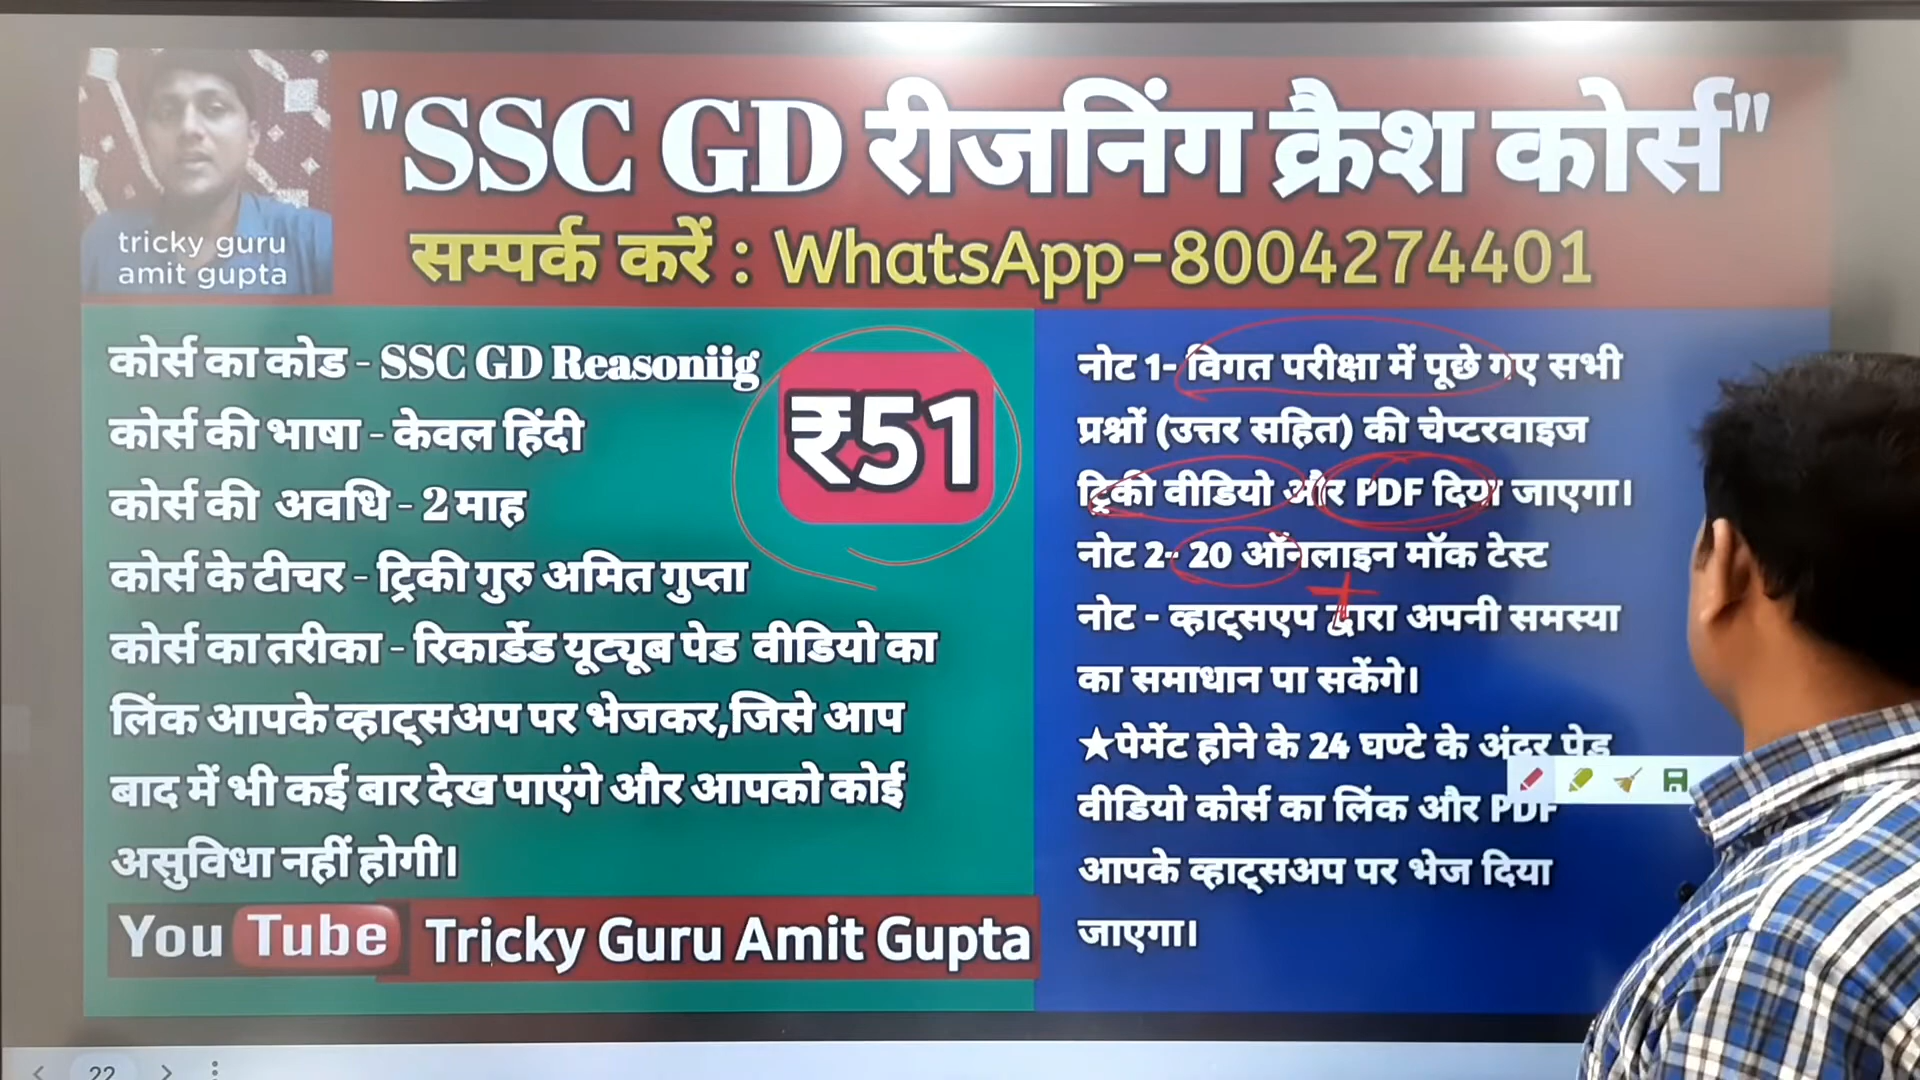 "SSC GD रीजनिंग क्रैश कोर्स"
सम्पर्क करें : WhatsApp-8004274401
tricky guru
amit gupta
कोर्स का कोड - SSC GD Reasoniig
कोर्स की भाषा - केवल हिंदी
कोर्स की अवधि - 2 माह
कोर्स के टीचर - ट्रिकी गुरु अमित गुप्ता
कोर्स का तरीका - रिकार्डेड यूट्यूब पेड वीडियो का
लिंक आपके व्हाट्सअप पर भेजकर,जिसे आप
बाद में भी कई बार देख पाएंगे और आपको कोई
असुविधा नहीं होगी।
₹51
You Tube Tricky Guru Amit Gupta
नोट 1- विगत परीक्षा में पूछे गए सभी
प्रश्नों (उत्तर सहित) की चेप्टरवाइज
ट्रिकी वीडियो और PDF दिया जाएगा।
नोट 2- 20 ऑनलाइन मॉक टेस्ट
नोट - व्हाट्सएप द्वारा अपनी समस्या
का समाधान पा सकेंगे।
★पेमेंट होने के 24 घण्टे के अंदर पेड
वीडियो कोर्स का लिंक और PDF
आपके व्हाट्सअप पर भेज दिया
जाएगा।
22